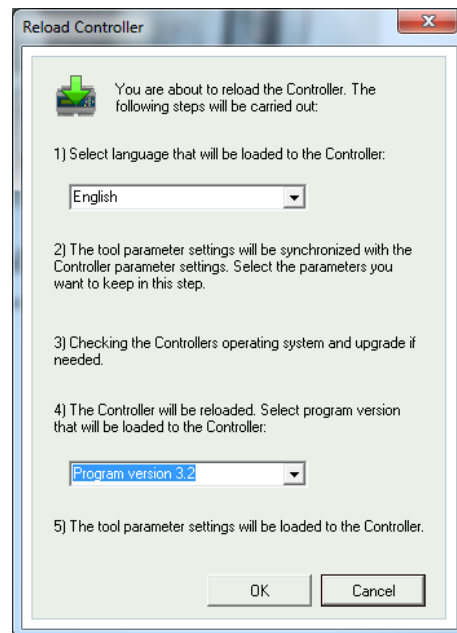 Reload Controller
You are about to reload the Controller. The
following steps will be carried out:
1) Select language that will be loaded to the Controller:
English
2) The tool parameter settings will be synchronized with the
Controller parameter settings. Select the parameters you
want to keep in this step.
3) Checking the Controllers operating system and upgrade if
needed.
4) The Controller will be reloaded. Select program version
that will be loaded to the Controller:
Program version 3.2
5) The tool parameter settings will be loaded to the Controller.
OK
Cancel